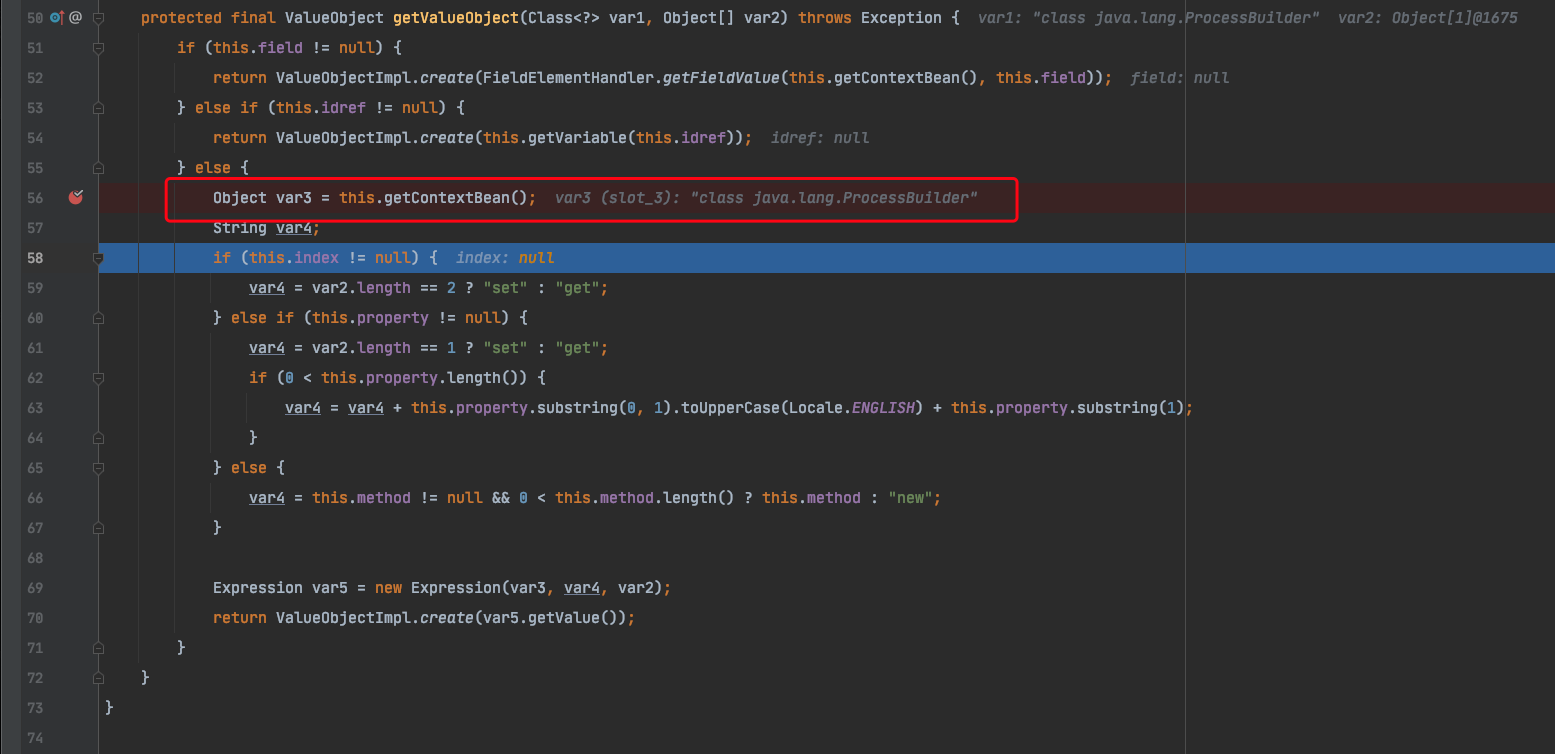 50 @ protected final ValueObject getValueObject(Class<?> var1, Object[] var2) throws Exception { var1: "class java.lang.ProcessBuilder" var2: Object[1]@1675
51 if (this.field != null) {
52 return ValueObjectImpl.create(FieldElementHandler.getFieldValue(this.getContextBean(), this.field)); field: null
53 } else if (this.idref != null) {
54 return ValueObjectImpl.create(this.getVariable(this.idref)); idref: null
55 } else {
56 Object var3 = this.getContextBean(); var3 (slot_3): "class java.lang.ProcessBuilder"
57 String var4;
58 if (this.index != null) { index: null
59 var4 = var2.length == 2 ? "set" : "get";
60 } else if (this.property != null) {
61 var4 = var2.length == 1 ? "set" : "get";
62 if (0 < this.property.length()) {
63 var4 = var4 + this.property.substring(0, 1).toUpperCase(Locale.ENGLISH) + this.property.substring(1);
64 }
65 } else {
66 var4 = this.method != null && 0 < this.method.length() ? this.method : "new";
67 }
68
69 Expression var5 = new Expression(var3, var4, var2);
70 return ValueObjectImpl.create(var5.getValue());
71 }
72 }
73 }
74